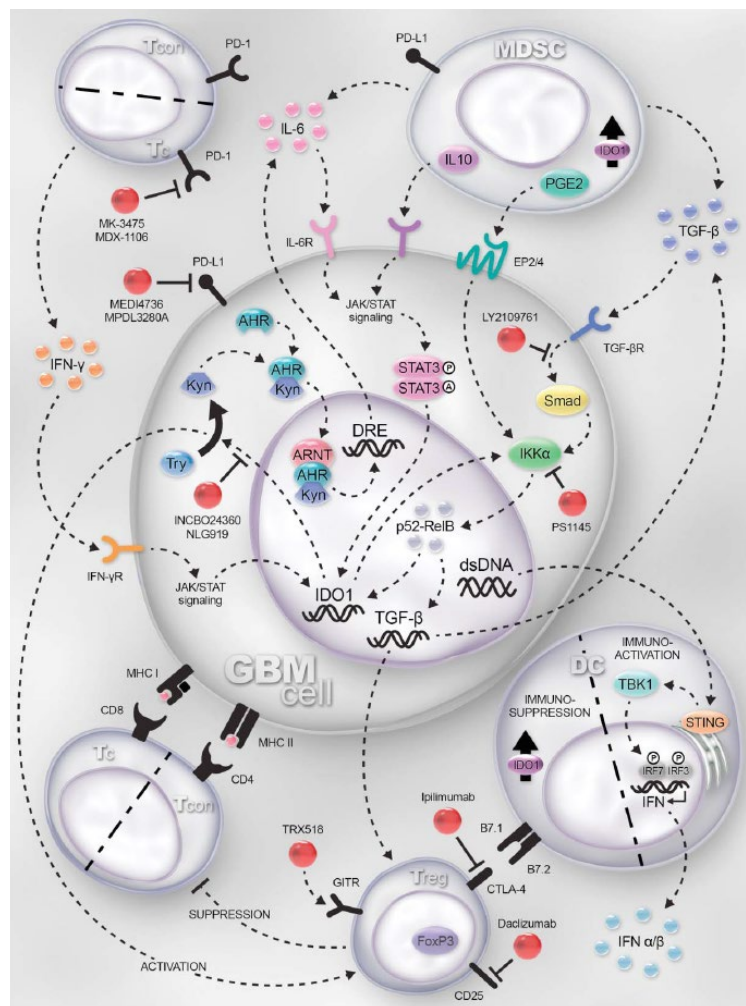 Tcon
PD-1
Tc
PD-1
MK-3475
MDX-1106
IL-6
PD-L1
MDSC
IL10
PGE2
IDO1
TGF-β
IL-6R
EP2/4
PD-L1
MEDI4736
MPDL3280A
JAK/STAT
signaling
LY2109761
TGF-βR
IFN-γ
AHR
AHR
Kyn
Kyn
STAT3 P
STAT3 A
Smad
Try
ARNT
AHR
Kyn
DRE
IKKα
INCBO24360
NLG919
p52-RelB
PS1145
IFN-γR
JAK/STAT
signaling
IDO1
dsDNA
TGF-β
GBM
cell
MHC I
CD8
MHC II
CD4
Tc
Tcon
DC
IMMUNO-
ACTIVATION
TBK1
IMMUNO-
SUPPRESSION
STING
IDO1
P P
IRF7 IRF3
IFN
Ipilimumab
B7.1
B7.2
TRX518
GITR
Treg
CTLA-4
SUPPRESSION
FoxP3
Daclizumab
IFN α/β
ACTIVATION
CD25